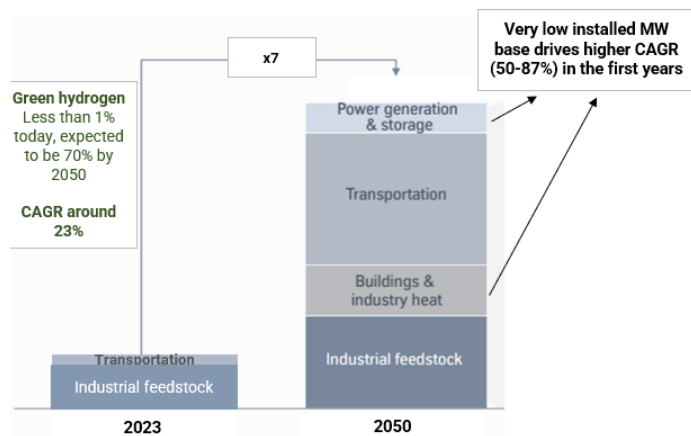 x7
Very low installed MW
base drives higher CAGR
(50-87%) in the first years
Green hydrogen
Less than 1%
today, expected
to be 70% by
2050
CAGR around
23%
Power generation
& storage
Transportation
Buildings &
industry heat
Industrial feedstock
Transportation
Industrial feedstock
2023
2050